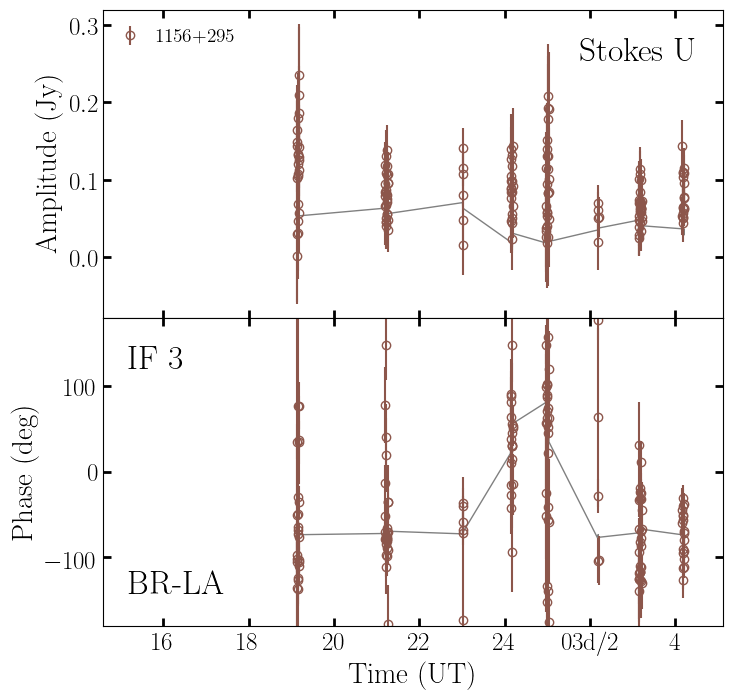 0.3
1156+295
Stokes U
0.2
0.1
0.0
Amplitude (Jy)
IF 3
100
0
−100
Phase (deg)
BR-LA
16 18 20 22 24 03d/2 4
Time (UT)